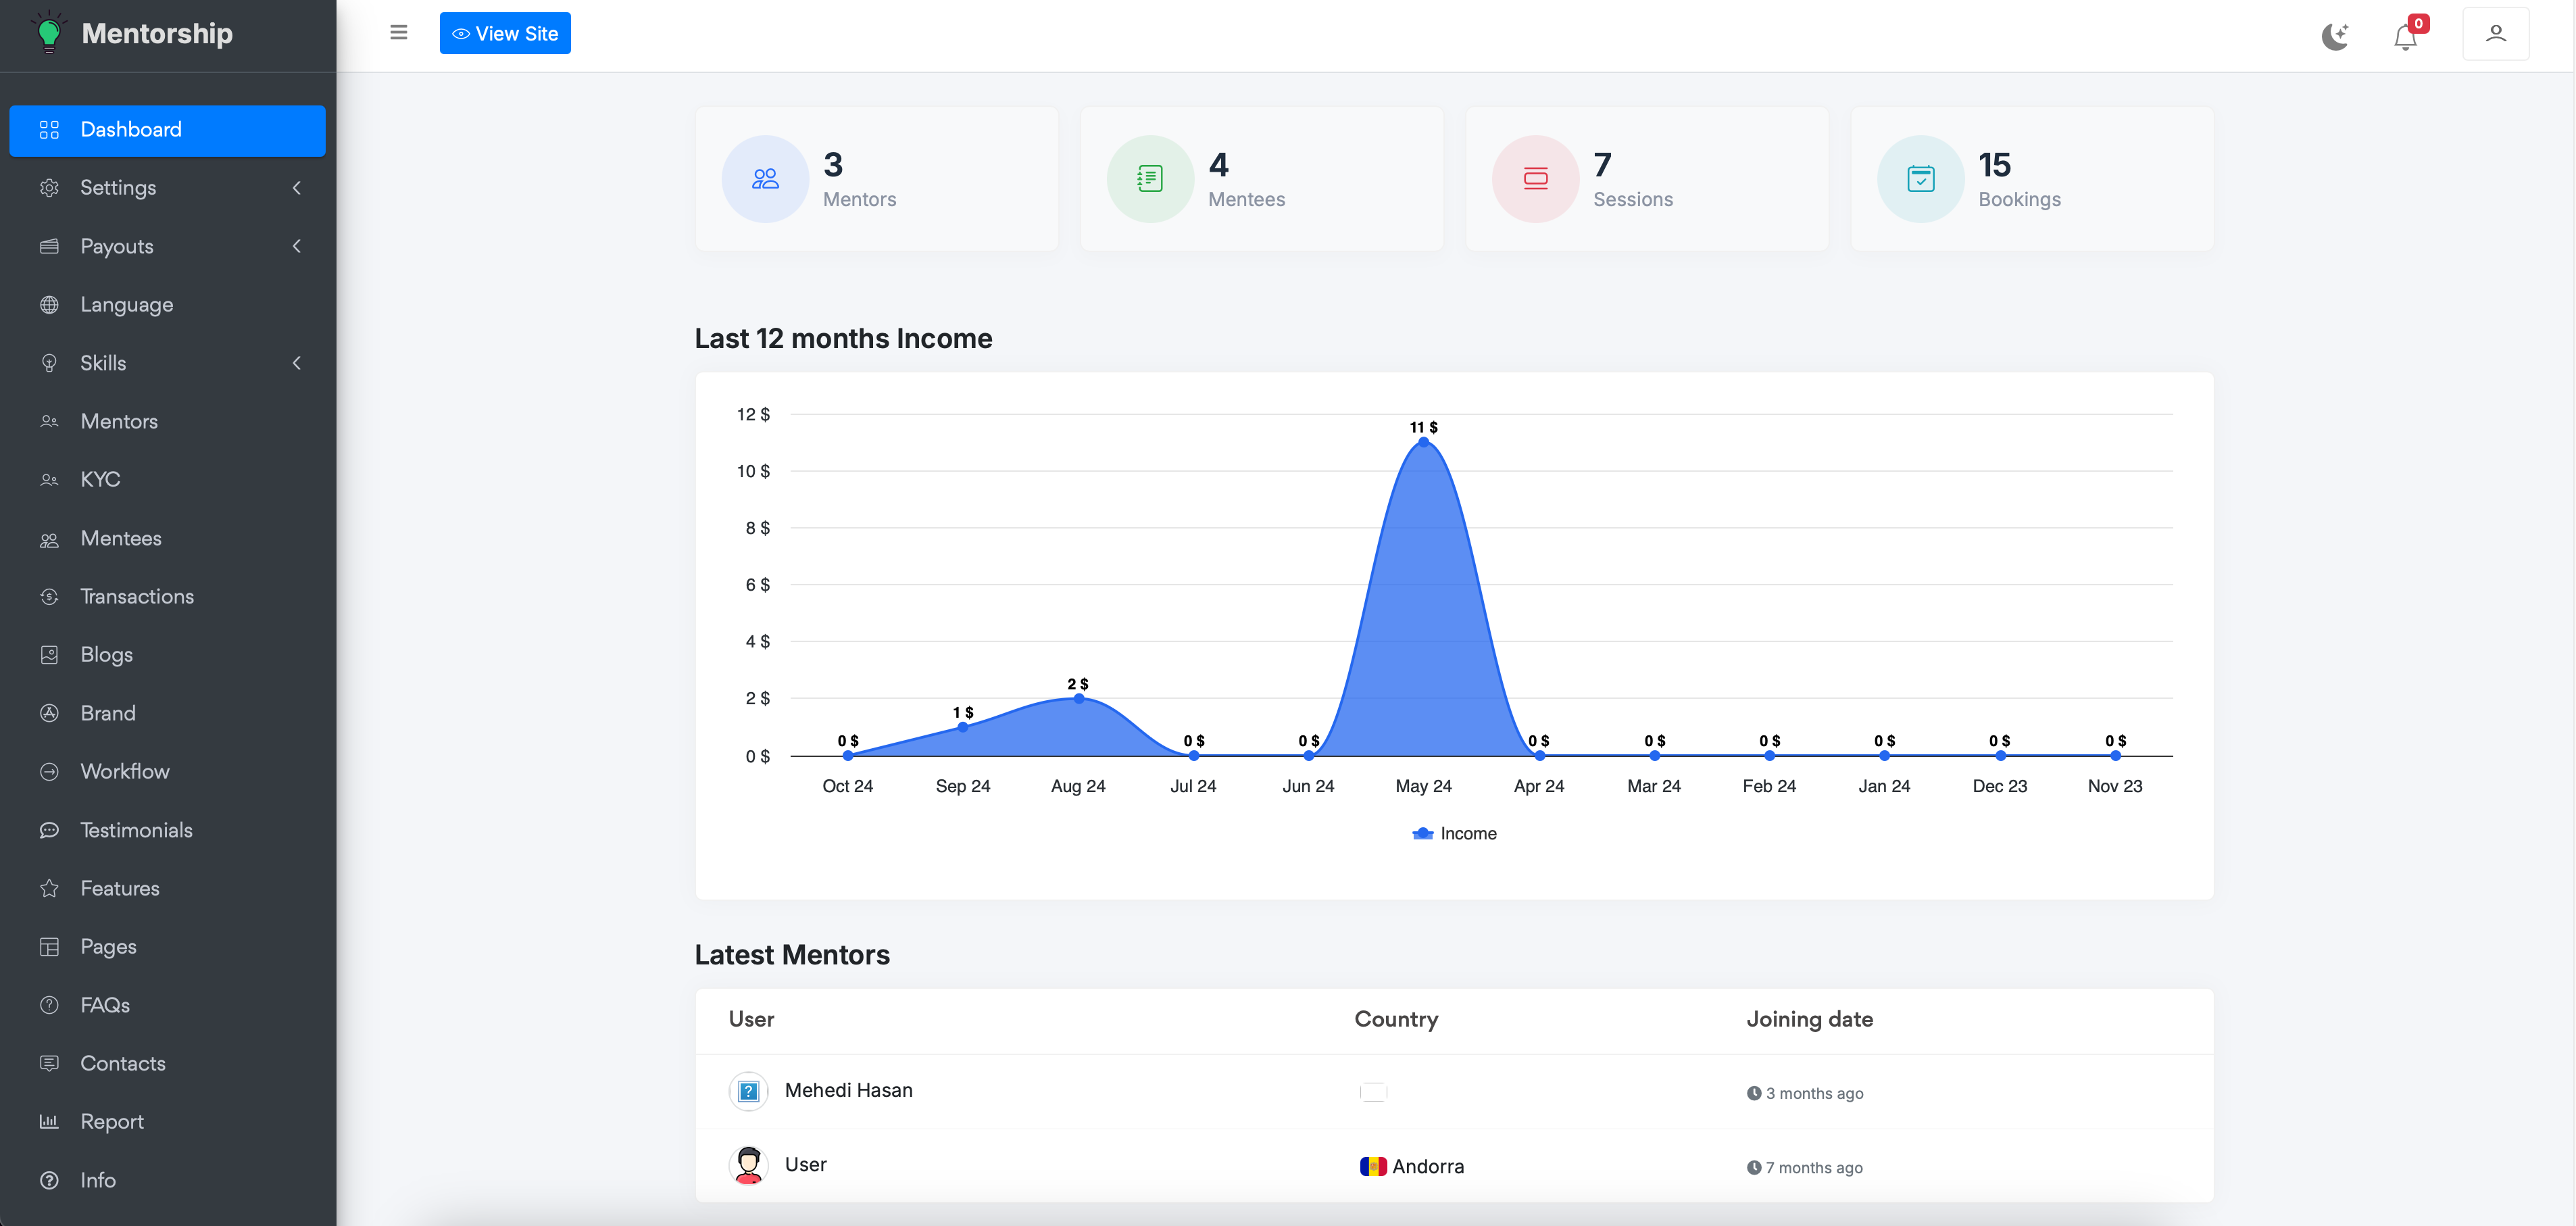 Mentorship
View Site
0
Dashboard
Settings
Payouts
Language
Skills
Mentors
KYC
Mentees
Transactions
Blogs
Brand
Workflow
Testimonials
Features
Pages
FAQs
Contacts
Report
Info
3
Mentors
4
Mentees
7
Sessions
15
Bookings
Last 12 months Income
12 $
10 $
8 $
6 $
4 $
2 $
0 $
0 $ 1 $ 2 $ 0 $ 0 $ 11 $ 0 $ 0 $ 0 $ 0 $ 0 $ 0 $
Oct 24 Sep 24 Aug 24 Jul 24 Jun 24 May 24 Apr 24 Mar 24 Feb 24 Jan 24 Dec 23 Nov 23
Income
Latest Mentors
User Country Joining date
Mehedi Hasan 3 months ago
User Andorra 7 months ago